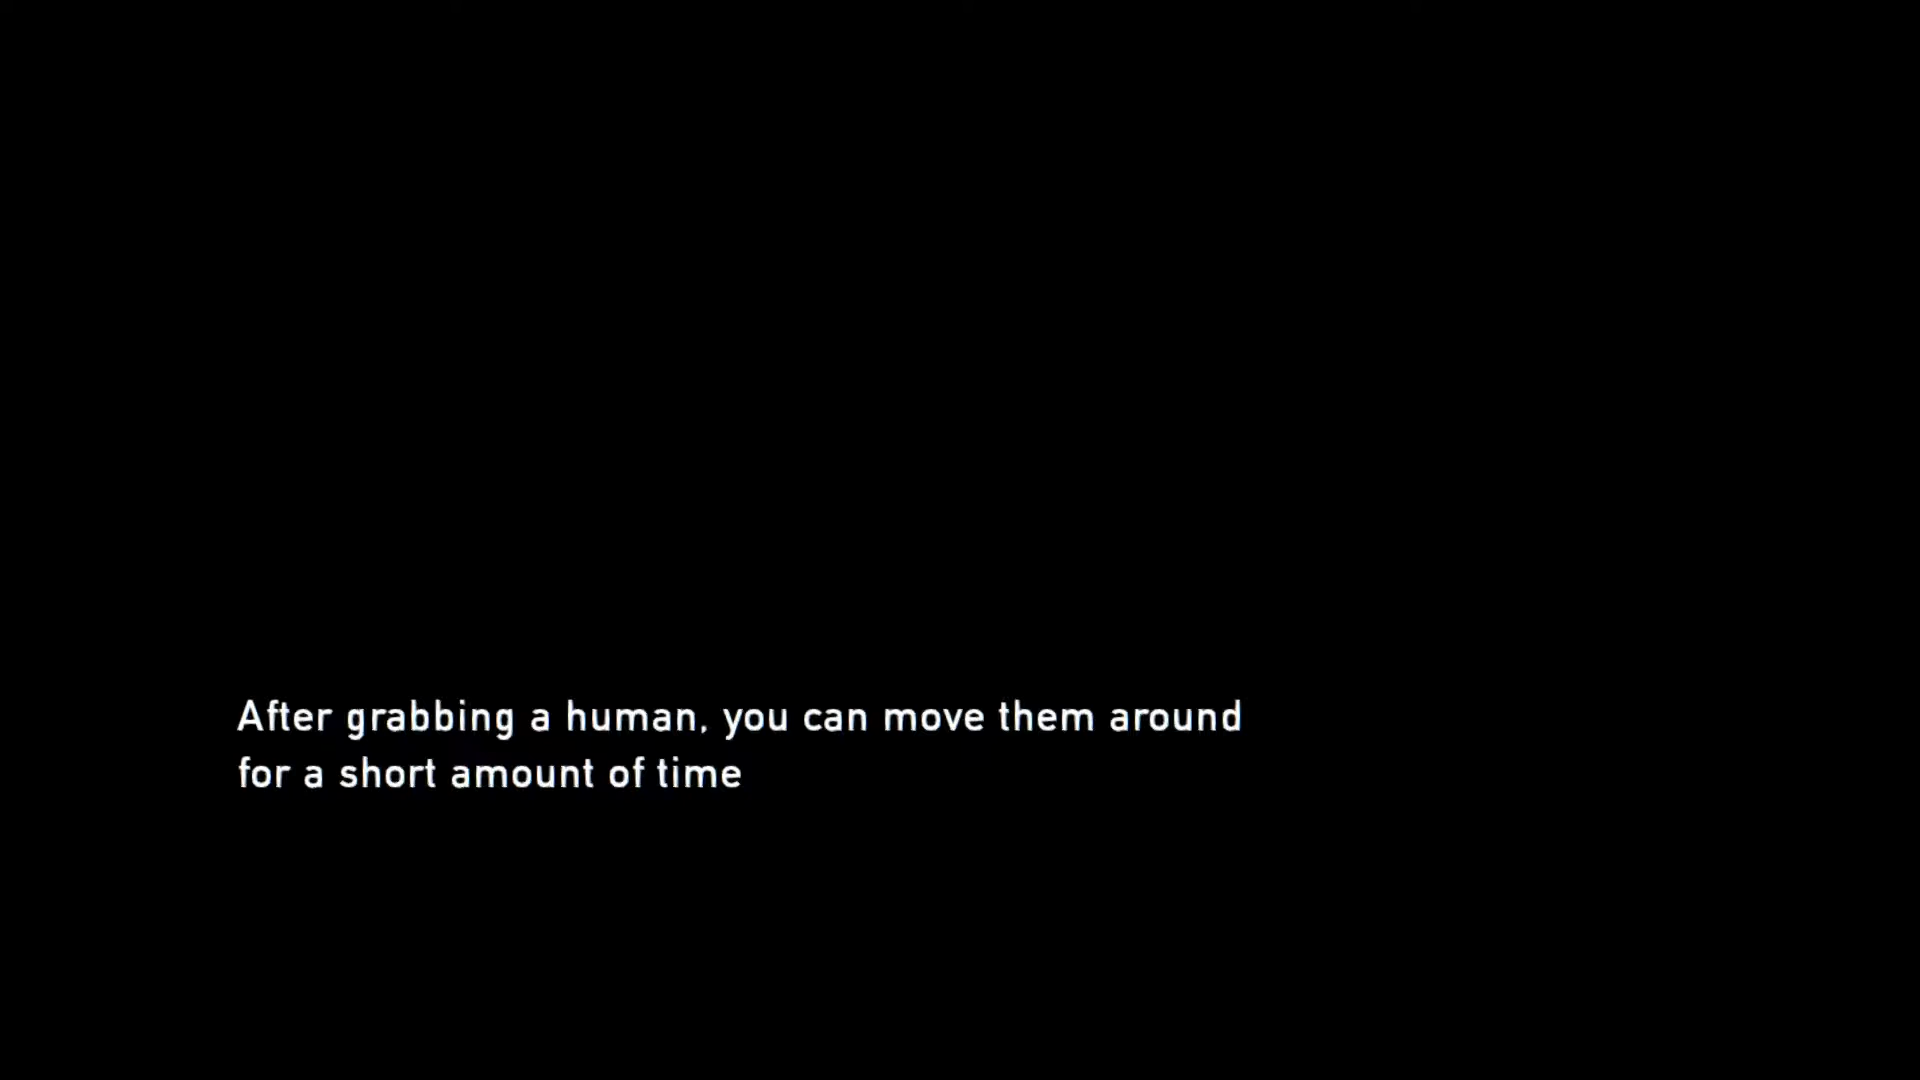 After grabbing a human, you can move them around
for a short amount of time